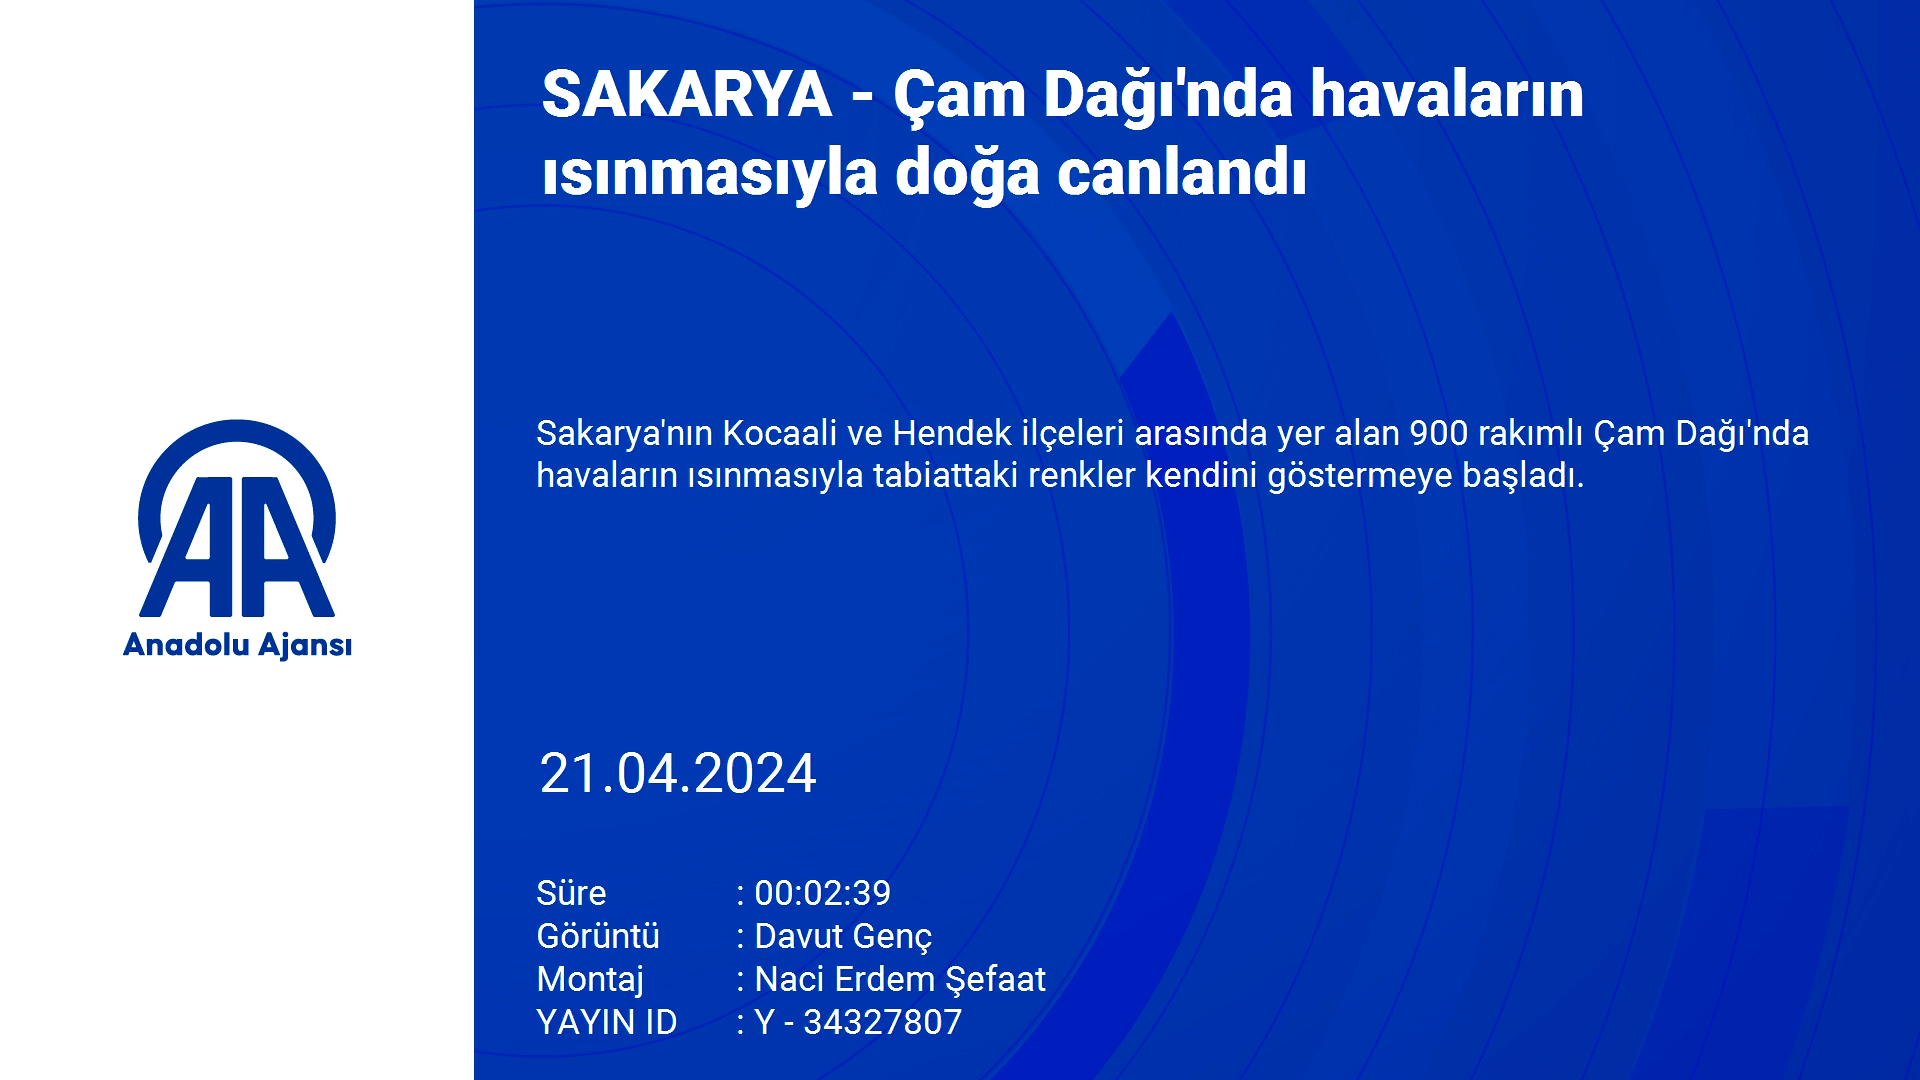 SAKARYA - Çam Dağı'nda havaların
ısınmasıyla doğa canlandı
Sakarya'nın Kocaali ve Hendek ilçeleri arasında yer alan 900 rakımlı Çam Dağı'nda
havaların ısınmasıyla tabiattaki renkler kendini göstermeye başladı.
AA
Anadolu Ajansı
21.04.2024
Süre : 00:02:39
Görüntü : Davut Genç
Montaj : Naci Erdem Şefaat
YAYIN ID : Y - 34327807